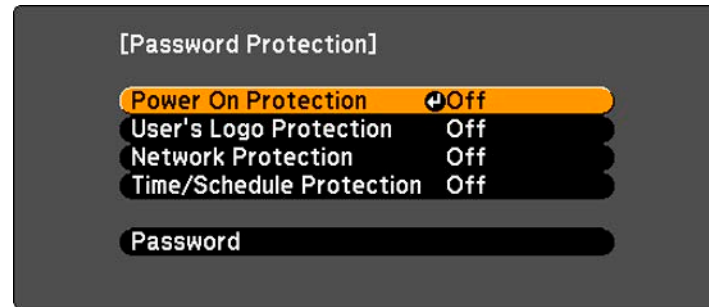 [Password Protection]
Power On Protection Off
User's Logo Protection Off
Network Protection Off
Time/Schedule Protection Off
Password